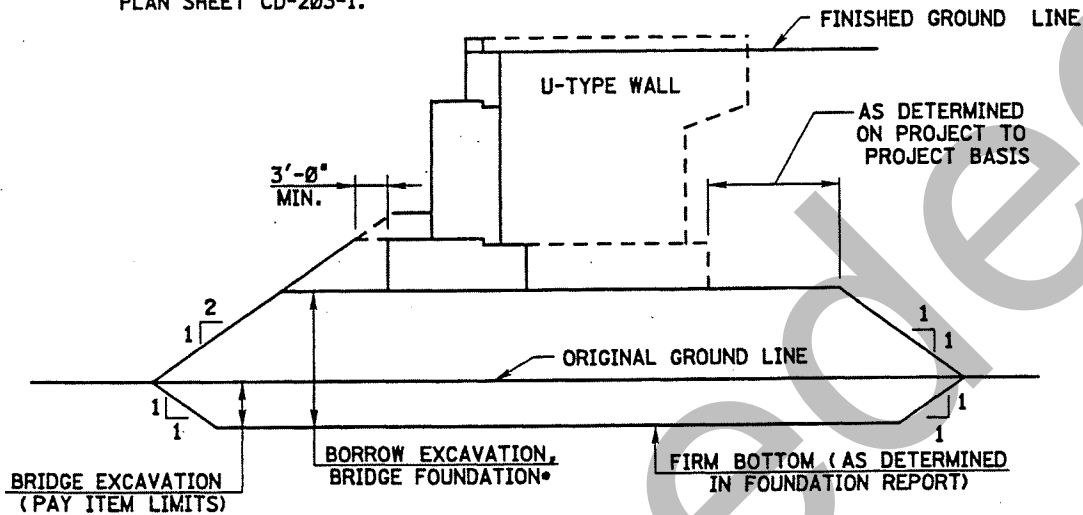 PLAN SHEET CD-203-1.
FINISHED GROUND LINE
U-TYPE WALL
AS DETERMINED
ON PROJECT TO
PROJECT BASIS
3'-0"
MIN.
2
1
1
1
ORIGINAL GROUND LINE
1
1
1
1
BORROW EXCAVATION,
BRIDGE FOUNDATION•
BRIDGE EXCAVATION
(PAY ITEM LIMITS)
FIRM BOTTOM (AS DETERMINED
IN FOUNDATION REPORT)